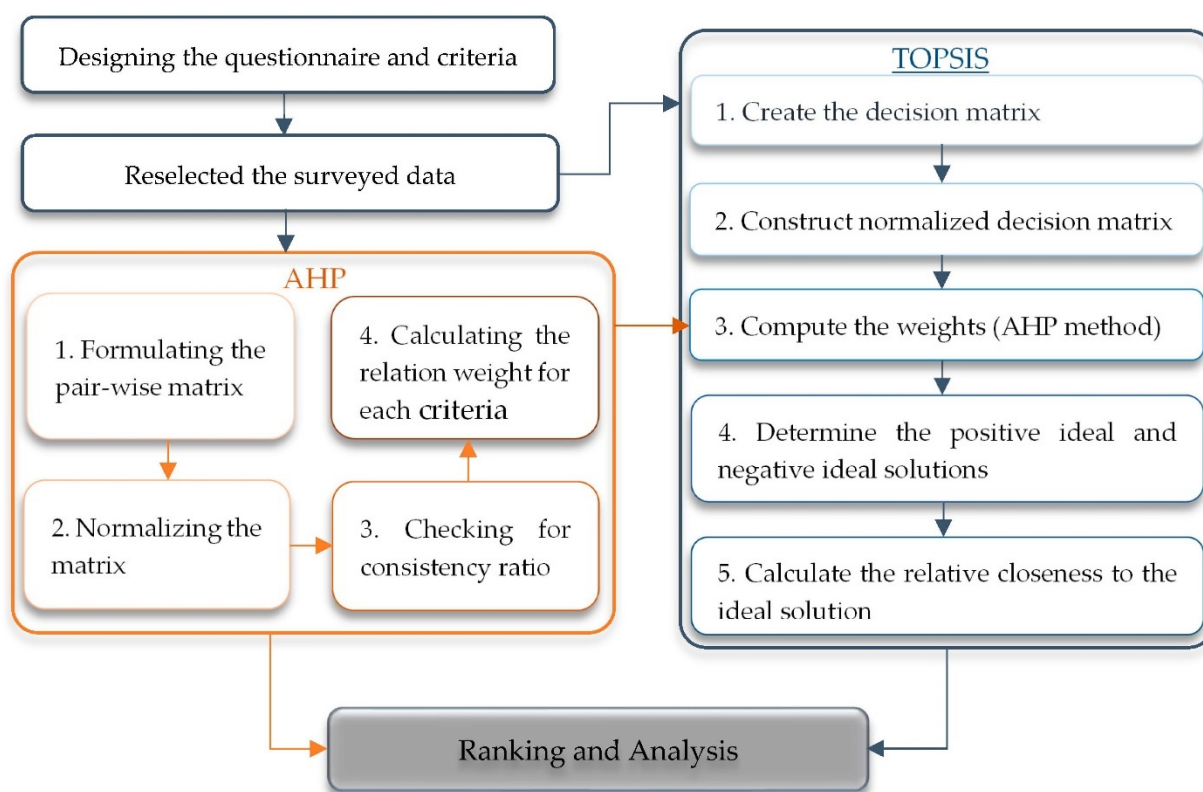 Designing the questionnaire and criteria
Reselected the surveyed data
AHP
1. Formulating the
pair-wise matrix
2. Normalizing the
matrix
3. Checking for
consistency ratio
4. Calculating the
relation weight for
each criteria
TOPSIS
1. Create the decision matrix
2. Construct normalized decision matrix
3. Compute the weights (AHP method)
4. Determine the positive ideal and
negative ideal solutions
5. Calculate the relative closeness to the
ideal solution
Ranking and Analysis